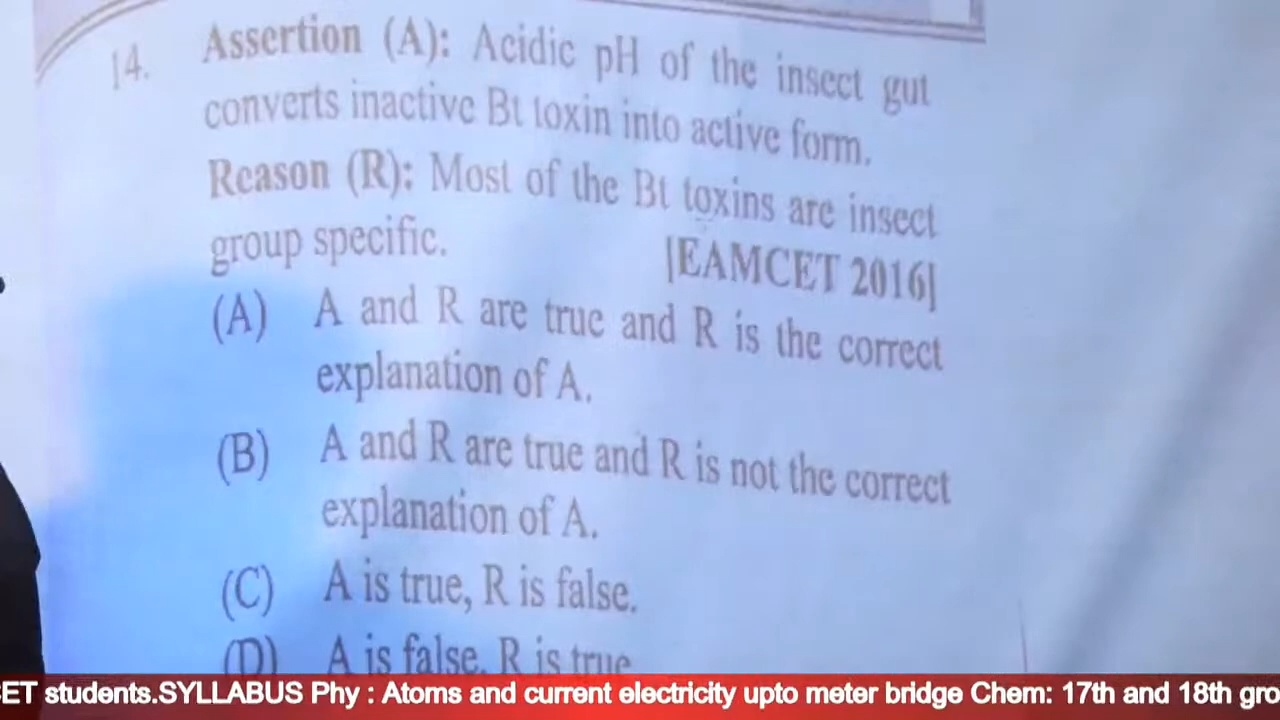 14. Assertion (A): Acidic pH of the insect gut
converts inactive Bt toxin into active form.
Reason (R): Most of the Bt toxins are insect
group specific. [EAMCET 2016]
(A) A and R are true and R is the correct
explanation of A.
(B) A and R are true and R is not the correct
explanation of A.
(C) A is true, R is false.
(D) A is false, R is true
ET students.SYLLABUS Phy : Atoms and current electricity upto meter bridge Chem: 17th and 18th gro